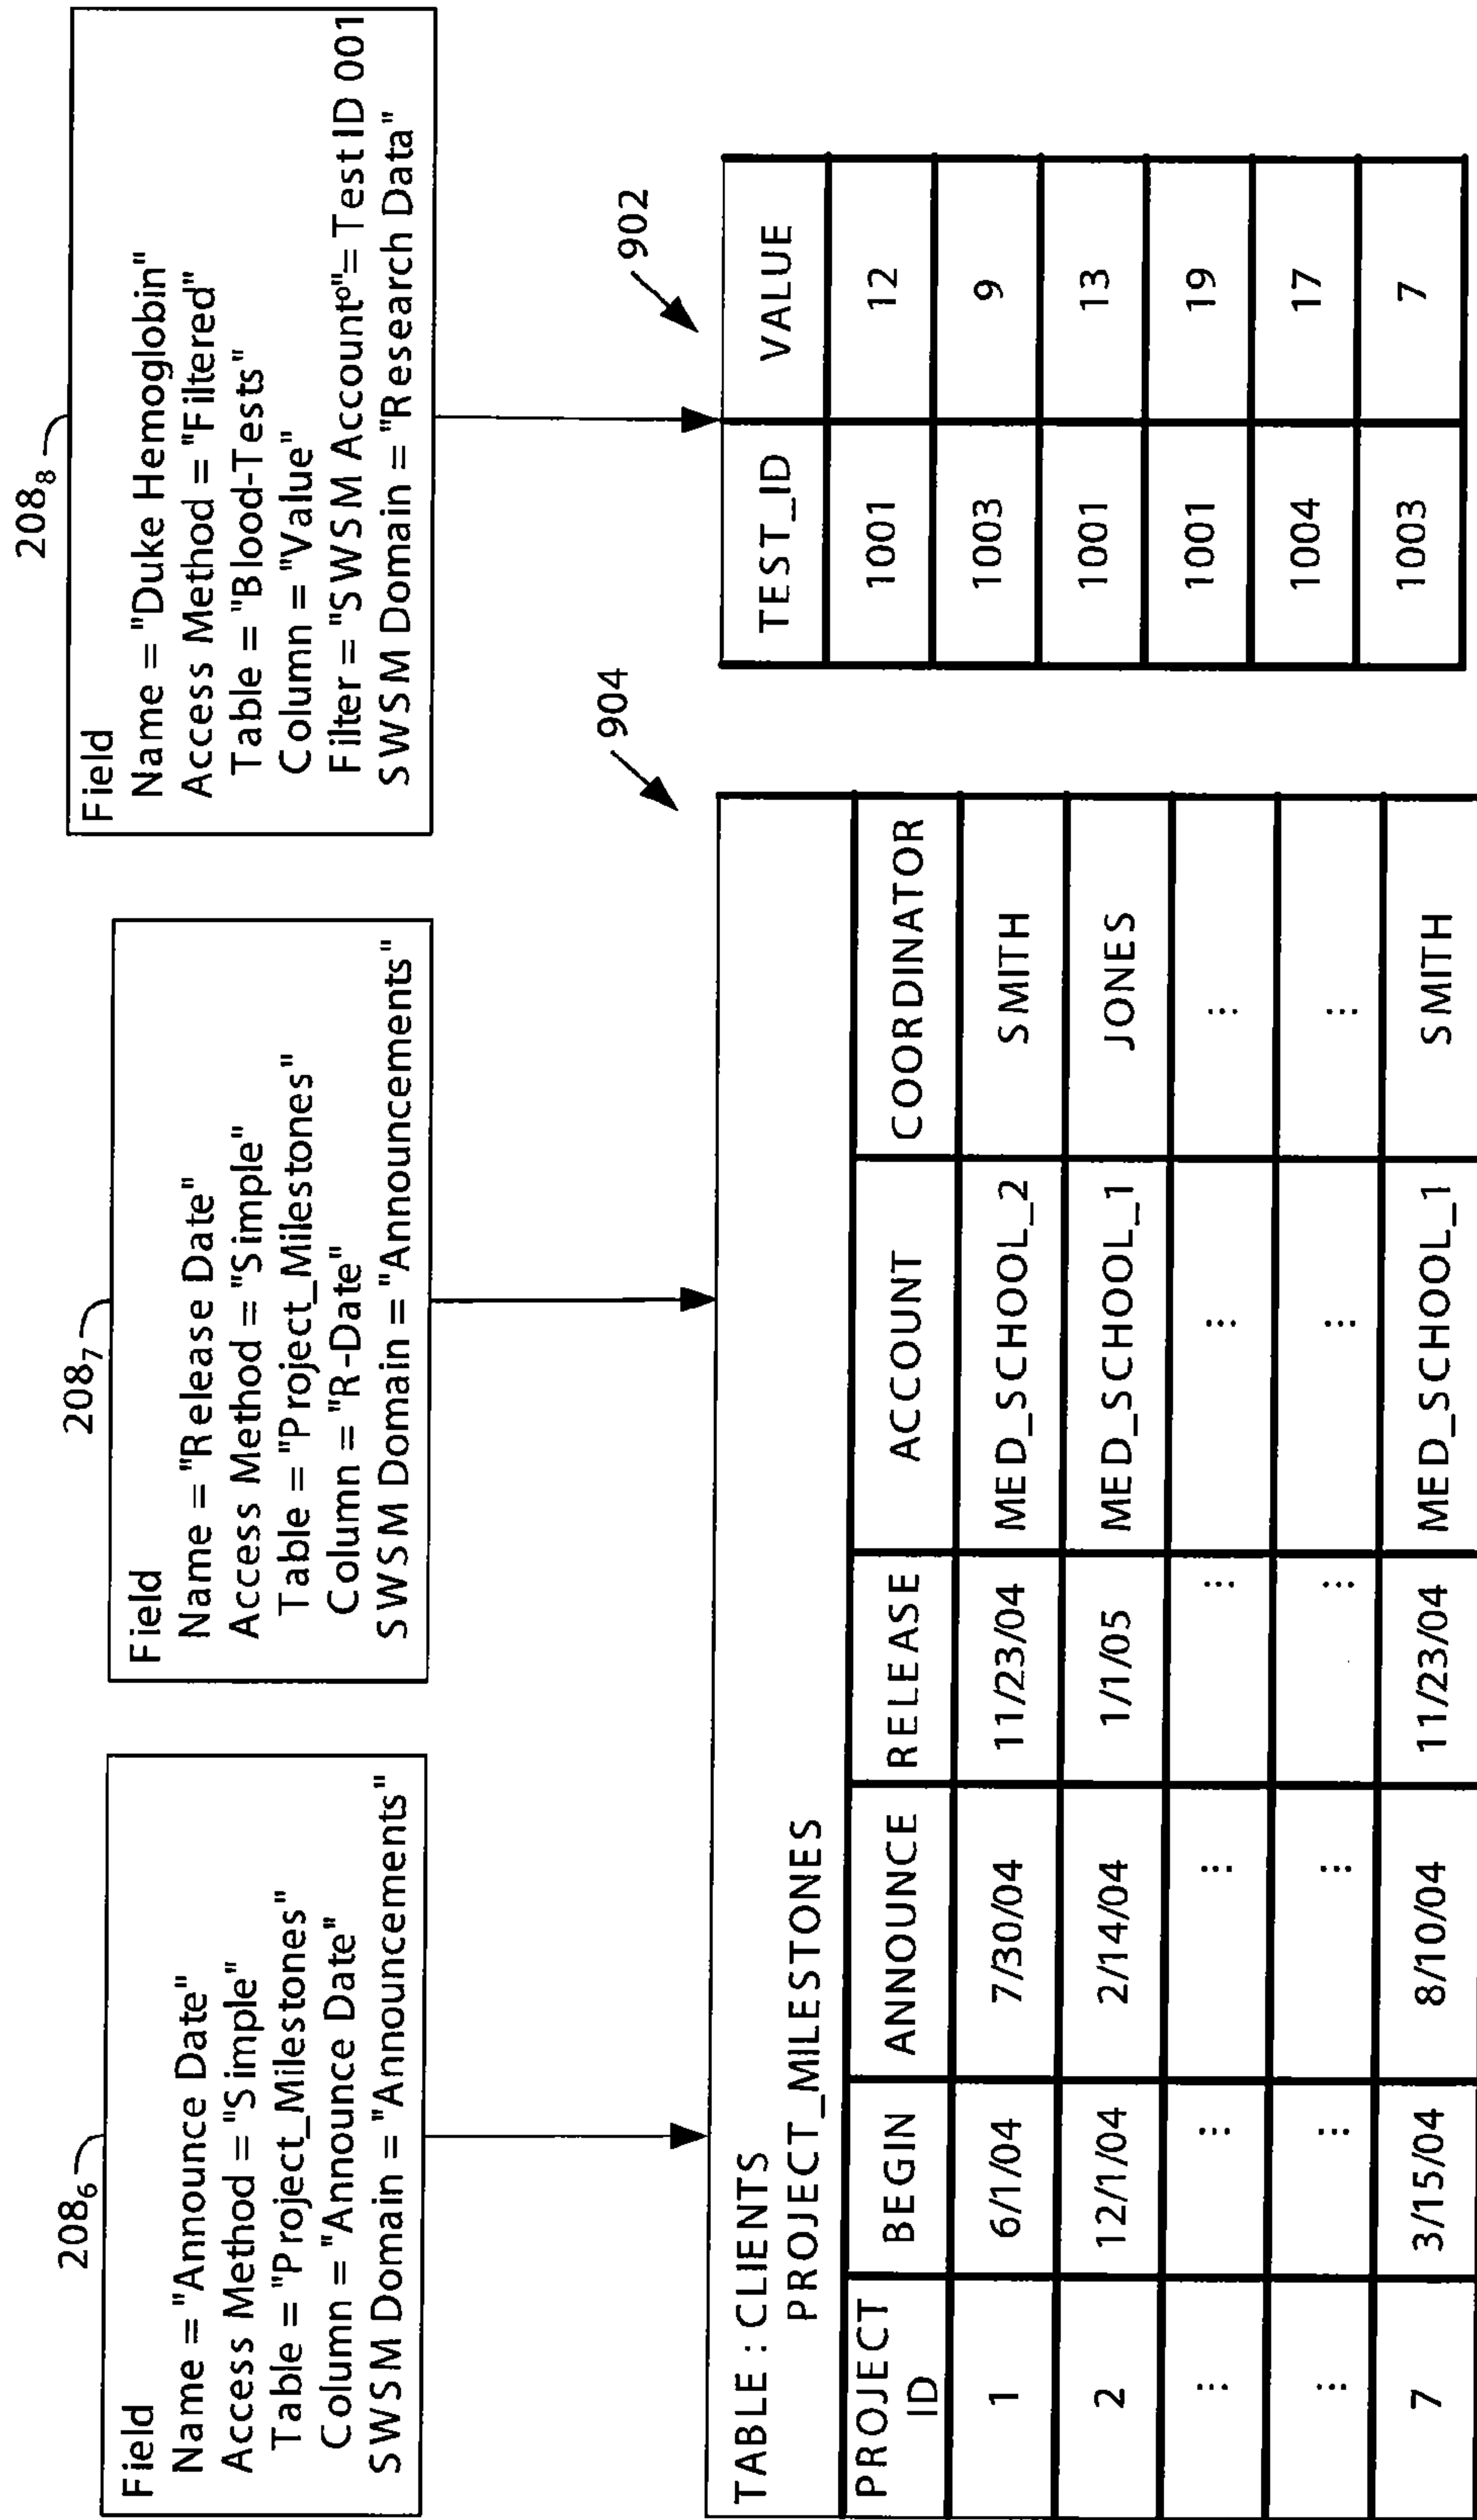 208₆
Field
Name = "Announce Date"
Access Method = "Simple"
Table = "Project_Milestones"
Column = "Announce Date"
SWSM Domain = "Announcements"
208₇
Field
Name = "Release Date"
Access Method = "Simple"
Table = "Project_Milestones"
Column = "R-Date"
SWSM Domain = "Announcements"
208₈
Field
Name = "Duke Hemoglobin"
Access Method = "Filtered"
Table = "Blood-Tests"
Column = "Value"
Filter = "SWSM Account°"= Test ID 001
SWSM Domain = "Research Data"
904
TABLE : CLIENTS
PROJECT_MILESTONES
PROJECT ID BEGIN ANNOUNCE RELEASE ACCOUNT COORDINATOR
1 6/1/04 7/30/04 11/23/04 MED_SCHOOL_2 SMITH
2 12/1/04 2/14/04 1/1/05 MED_SCHOOL_1 JONES
... ... ... ... ... ...
... ... ... ... ... ...
7 3/15/04 8/10/04 11/23/04 MED_SCHOOL_1 SMITH
902
TEST_ID VALUE
1001 12
1003 9
1001 13
1001 19
1004 17
1003 7